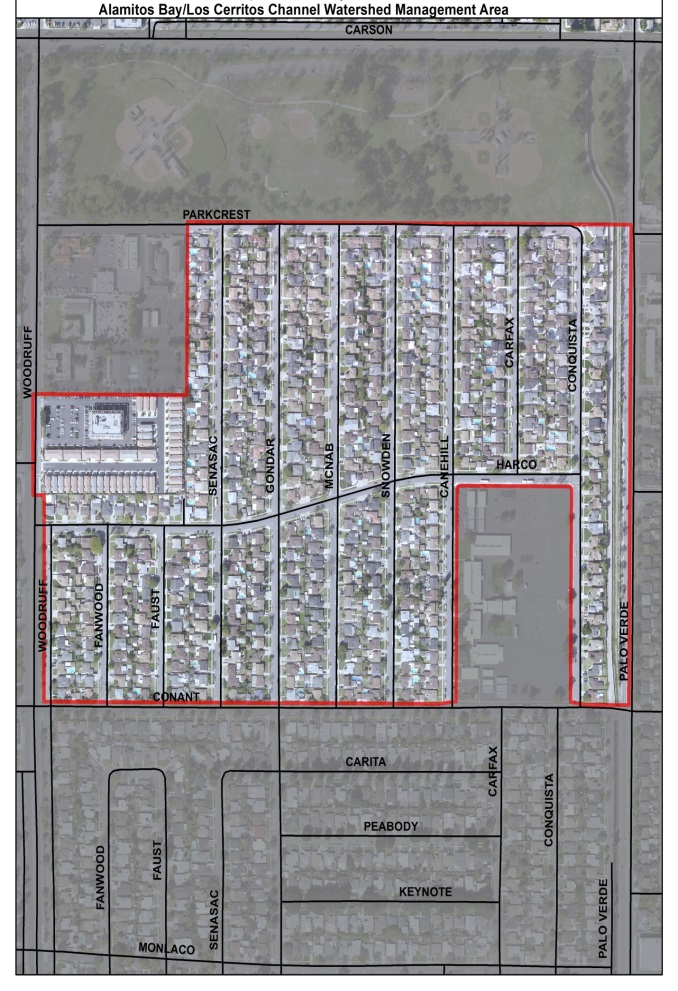 Alamitos Bay/Los Cerritos Channel Watershed Management Area
CARSON
PARKCREST
WOODRUFF
CARFAX
CONQUISTA
SENASAC
GONDAR
MCNAB
SNOWDEN
CANEHILL
HARCO
WOODRUFF
FANWOOD
FAUST
PALO VERDE
CONANT
CARITA
CARFAX
PEABODY
CONQUISTA
FANWOOD
FAUST
SENASAC
KEYNOTE
PALO VERDE
MONLACO